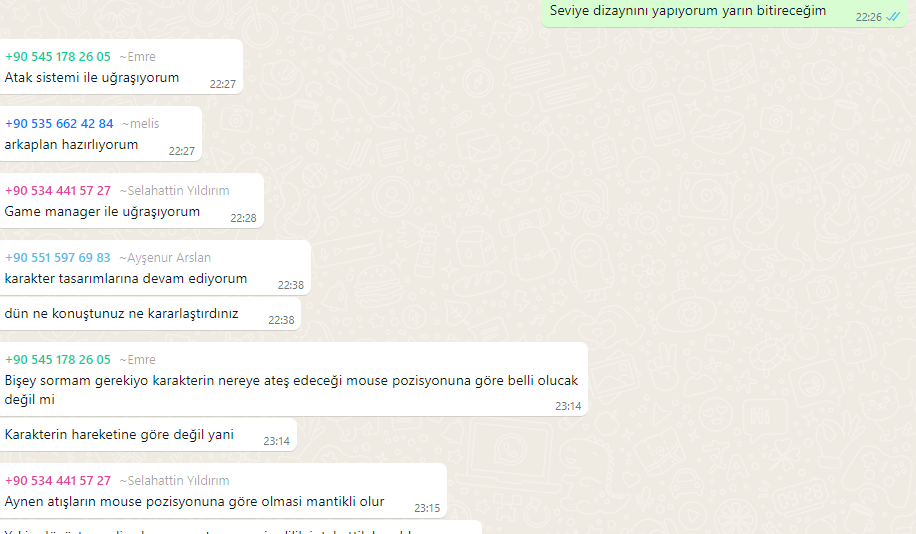 Seviye dizaynını yapıyorum yarın bitireceğim 22:26
+90 545 178 26 05 ~Emre
Atak sistemi ile uğraşıyorum 22:27
+90 535 662 42 84 ~melis
arkaplan hazırlıyorum 22:27
+90 534 441 57 27 ~Selahattin Yıldırım
Game manager ile uğraşıyorum 22:28
+90 551 597 69 83 ~Ayşenur Arslan
karakter tasarımlarına devam ediyorum 22:38
dün ne konuştunuz ne kararlaştırdınız 22:38
+90 545 178 26 05 ~Emre
Bişey sormam gerekiyo karakterin nereye ateş edeceği mouse pozisyonuna göre belli olucak
değil mi 23:14
Karakterin hareketine göre değil yani 23:14
+90 534 441 57 27 ~Selahattin Yıldırım
Aynen atışların mouse pozisyonuna göre olmasi mantikli olur 23:15